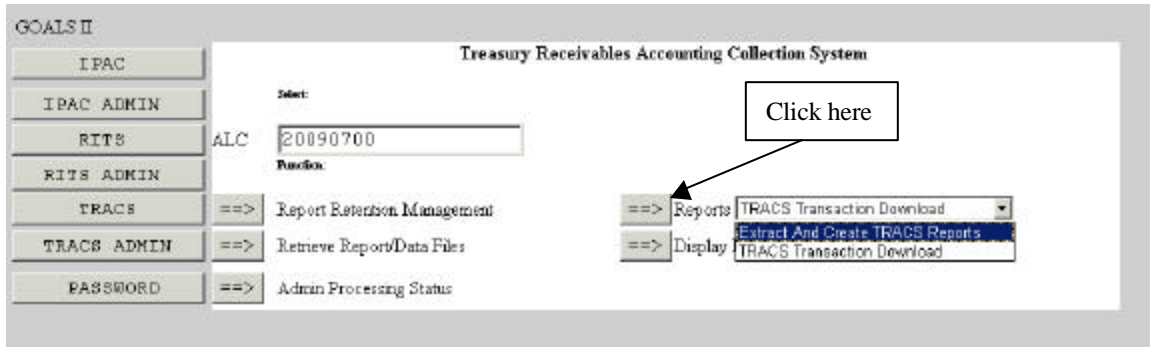 GOALS II
Treasury Receivables Accounting Collection System
IPAC
Select:
IPAC ADMIN
Click here
RITS
ALC 20090700
Function:
RITS ADMIN
TRACS ==> Report Retention Management ==> Reports TRACS Transaction Download
Extract And Create TRACS Reports
TRACS ADMIN ==> Retrieve Report/Data Files ==> Display
TRACS Transaction Download
PASSWORD ==> Admin Processing Status